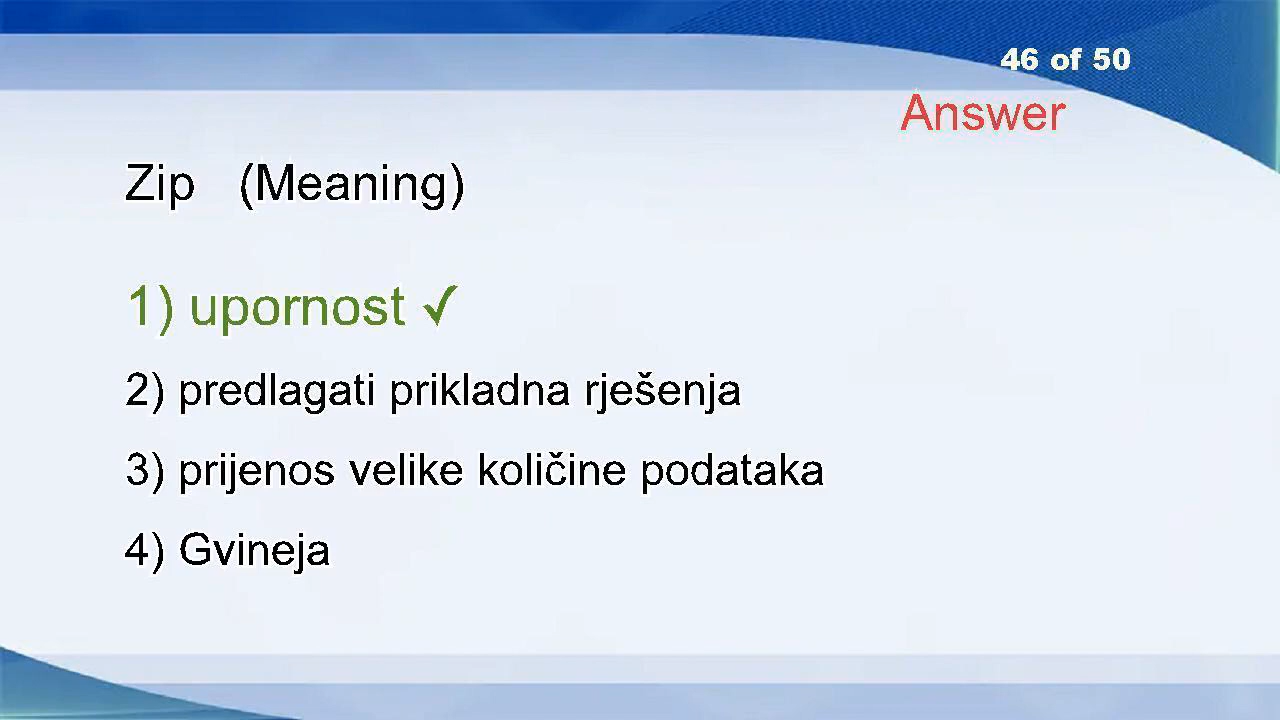 46 of 50
Answer
Zip (Meaning)
1) upornost ✓
2) predlagati prikladna rješenja
3) prijenos velike količine podataka
4) Gvineja